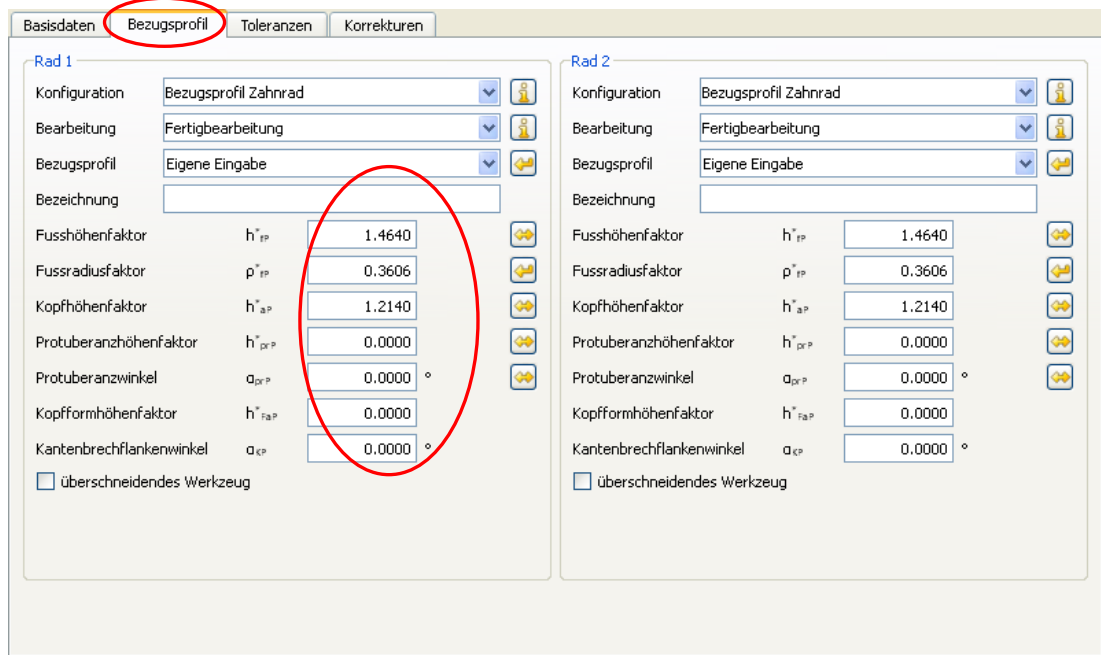 Basisdaten Bezugsprofil Toleranzen Korrekturen
Rad 1
Konfiguration Bezugsprofil Zahnrad
Bearbeitung Fertigbearbeitung
Bezugsprofil Eigene Eingabe
Bezeichnung
Fusshöhenfaktor h*fP 1.4640
Fussradiusfaktor ρ*fP 0.3606
Kopfhöhenfaktor h*aP 1.2140
Protuberanzhöhenfaktor h*prP 0.0000
Protuberanzwinkel αprP 0.0000 °
Kopfformhöhenfaktor h*FaP 0.0000
Kantenbrechflankenwinkel αKP 0.0000 °
überschneidendes Werkzeug
Rad 2
Konfiguration Bezugsprofil Zahnrad
Bearbeitung Fertigbearbeitung
Bezugsprofil Eigene Eingabe
Bezeichnung
Fusshöhenfaktor h*fP 1.4640
Fussradiusfaktor ρ*fP 0.3606
Kopfhöhenfaktor h*aP 1.2140
Protuberanzhöhenfaktor h*prP 0.0000
Protuberanzwinkel αprP 0.0000 °
Kopfformhöhenfaktor h*FaP 0.0000
Kantenbrechflankenwinkel αKP 0.0000 °
überschneidendes Werkzeug